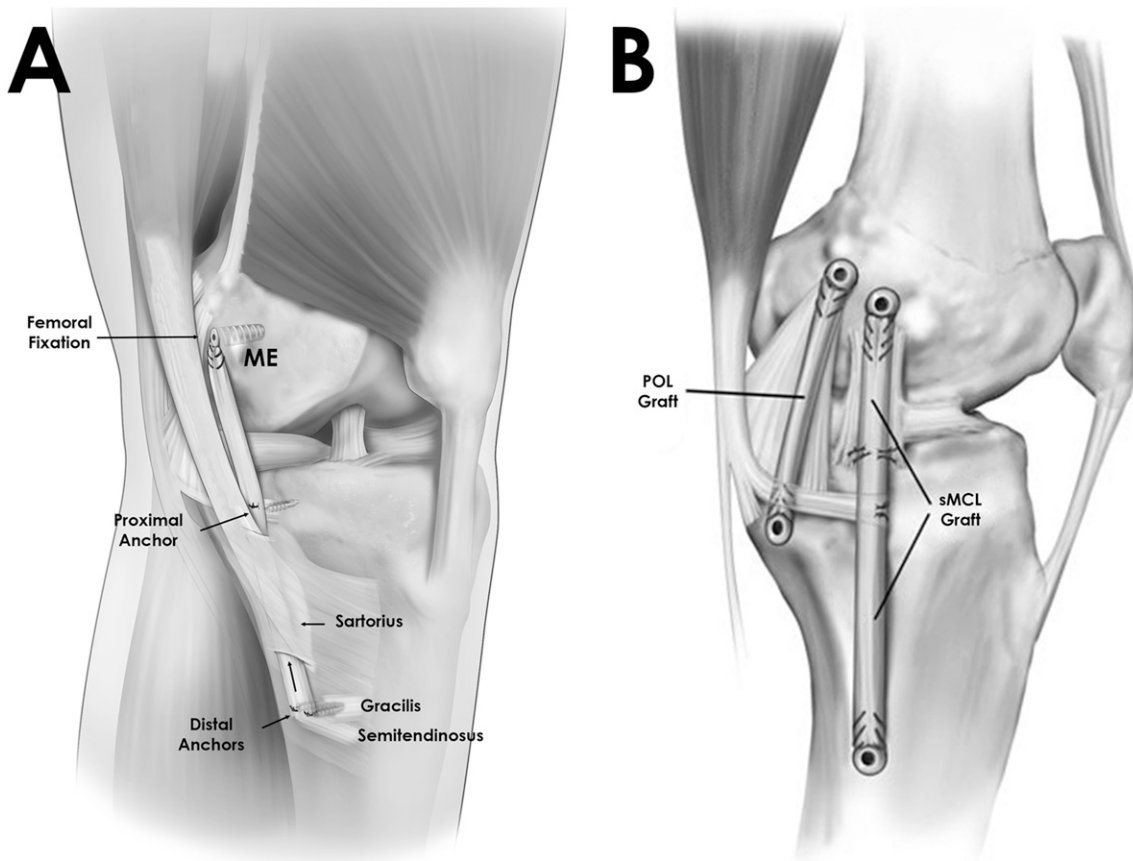 A
Femoral
Fixation
ME
Proximal
Anchor
Sartorius
Distal
Anchors
Gracilis
Semitendinosus
B
POL
Graft
sMCL
Graft